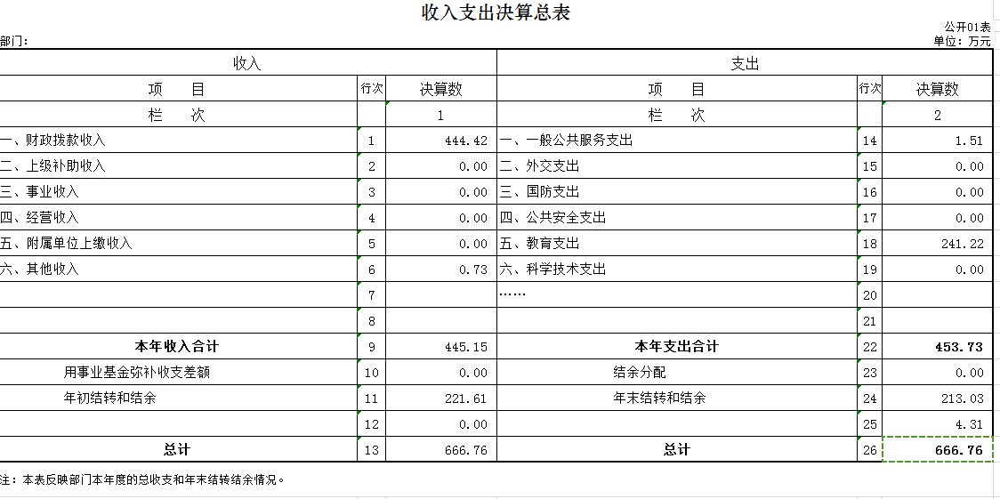 收入支出决算总表
公开01表
部门： 单位：万元
收入 支出
项 目 行次 决算数 项 目 行次 决算数
栏 次 1 栏 次 2
一、财政拨款收入 1 444.42 一、一般公共服务支出 14 1.51
二、上级补助收入 2 0.00 二、外交支出 15 0.00
三、事业收入 3 0.00 三、国防支出 16 0.00
四、经营收入 4 0.00 四、公共安全支出 17 0.00
五、附属单位上缴收入 5 0.00 五、教育支出 18 241.22
六、其他收入 6 0.73 六、科学技术支出 19 0.00
7 …… 20
8 21
本年收入合计 9 445.15 本年支出合计 22 453.73
用事业基金弥补收支差额 10 0.00 结余分配 23 0.00
年初结转和结余 11 221.61 年末结转和结余 24 213.03
12 0.00 25 4.31
总计 13 666.76 总计 26 666.76
注：本表反映部门本年度的总收支和年末结转结余情况。